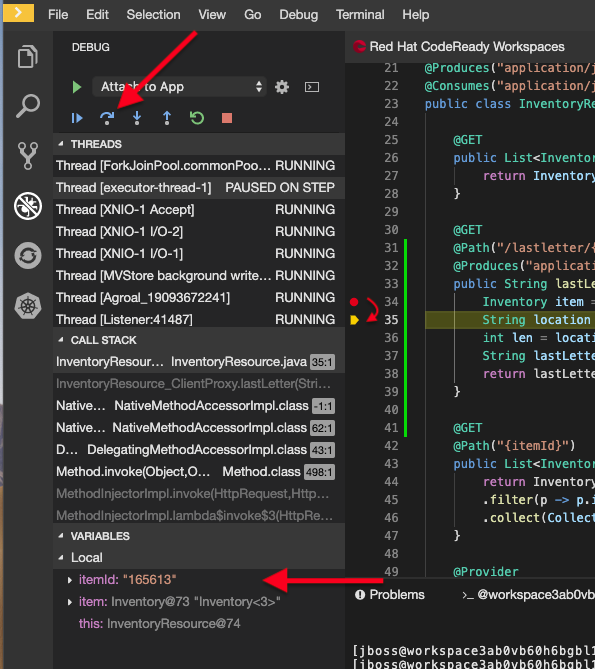 File Edit Selection View Go Debug Terminal Help
DEBUG
Attach to App
THREADS
Thread [ForkJoinPool.commonPoo... RUNNING
Thread [executor-thread-1] PAUSED ON STEP
Thread [XNIO-1 Accept] RUNNING
Thread [XNIO-1 I/O-2] RUNNING
Thread [XNIO-1 I/O-1] RUNNING
Thread [MVStore background write... RUNNING
Thread [Agroal_19093672241] RUNNING
Thread [Listener:41487] RUNNING
CALL STACK
InventoryResour... InventoryResource.java 35:1
InventoryResource_ClientProxy.lastLetter(Stri...
Native... NativeMethodAccessorImpl.class -1:1
Native... NativeMethodAccessorImpl.class 62:1
D... DelegatingMethodAccessorImpl.class 43:1
Method.invoke(Object,O... Method.class 498:1
MethodInjectorImpl.invoke(HttpRequest,Http...
MethodInjectorImpl.lambda$invoke$3(HttpRe...
VARIABLES
Local
itemId: "165613"
item: Inventory@73 "Inventory<3>"
this: InventoryResource@74
Red Hat CodeReady Workspaces
21 @Produces("application/j
22 @Consumes("application/j
23 public class InventoryRe
24
25 @GET
26 public List<Inventor
27 return Inventory
28 }
29
30 @GET
31 @Path("/lastletter/{
32 @Produces("applicati
33 public String lastLe
34 Inventory item =
35 String location
36 int len = locati
37 String lastLette
38 return lastLette
39 }
40
41 @GET
42 @Path("{itemId}")
43 public List<Inventor
44 return Inventory
45 .filter(p -> p.i
46 .collect(Collect
47 }
48
49 @Provider
Problems >_ @workspace3ab0vb
[jboss@workspace3ab0vb60h6bgbl1
[jboss@workspace3ab0vb60h6bgbl1